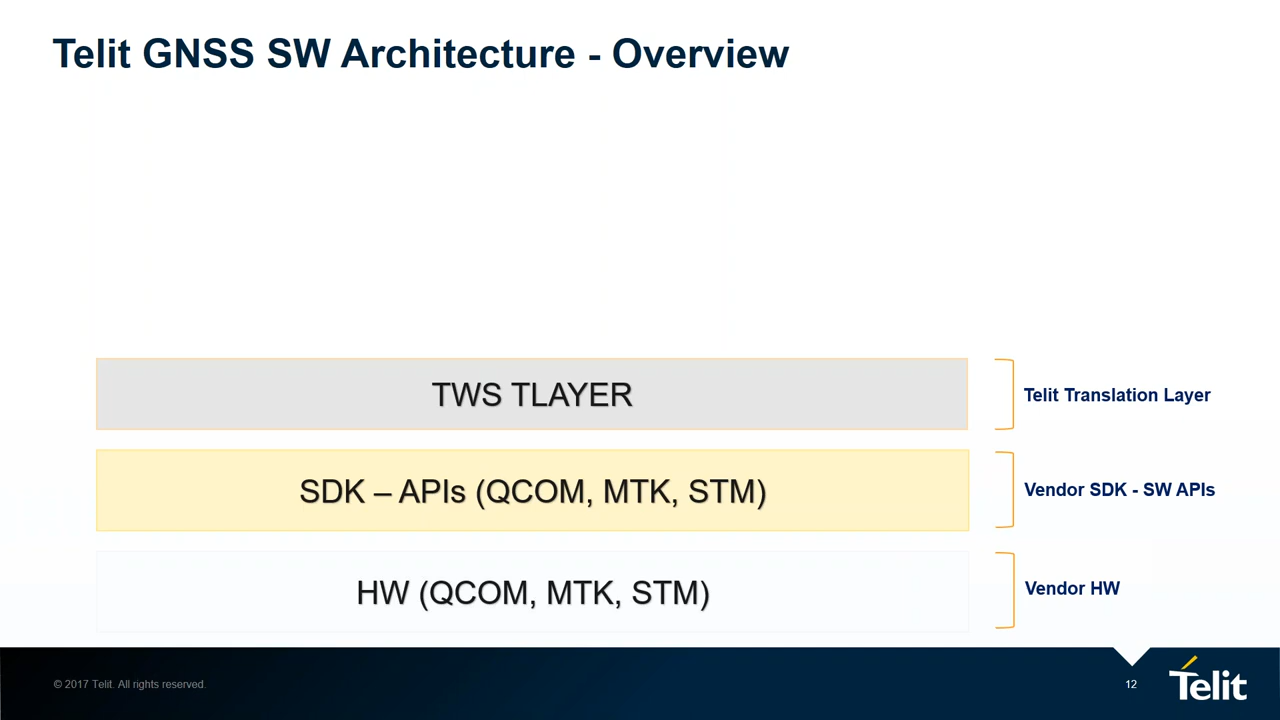 Telit GNSS SW Architecture - Overview
TWS TLAYER
Telit Translation Layer
SDK – APIs (QCOM, MTK, STM)
Vendor SDK - SW APIs
HW (QCOM, MTK, STM)
Vendor HW
© 2017 Telit. All rights reserved.
12
Telit